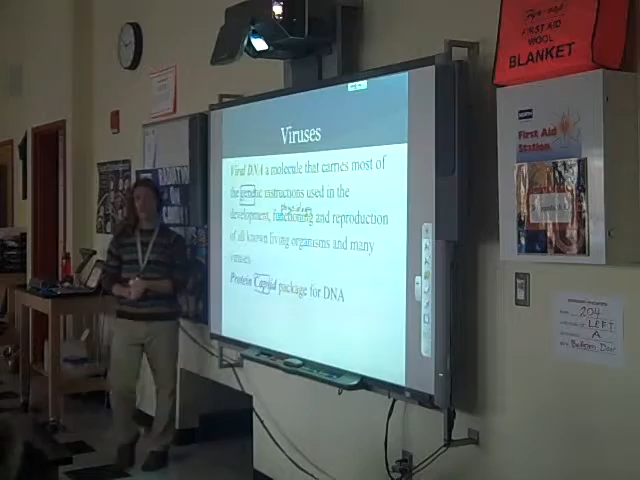 FIRST AID
WOOL
BLANKET
First Aid
Station
Viruses
Viral DNA a molecule that carries most of
the genetic instructions used in the
development, functioning and reproduction
of all known living organisms and many
viruses.
Protein Capsid package for DNA
204
LEFT
A
Bottom Door